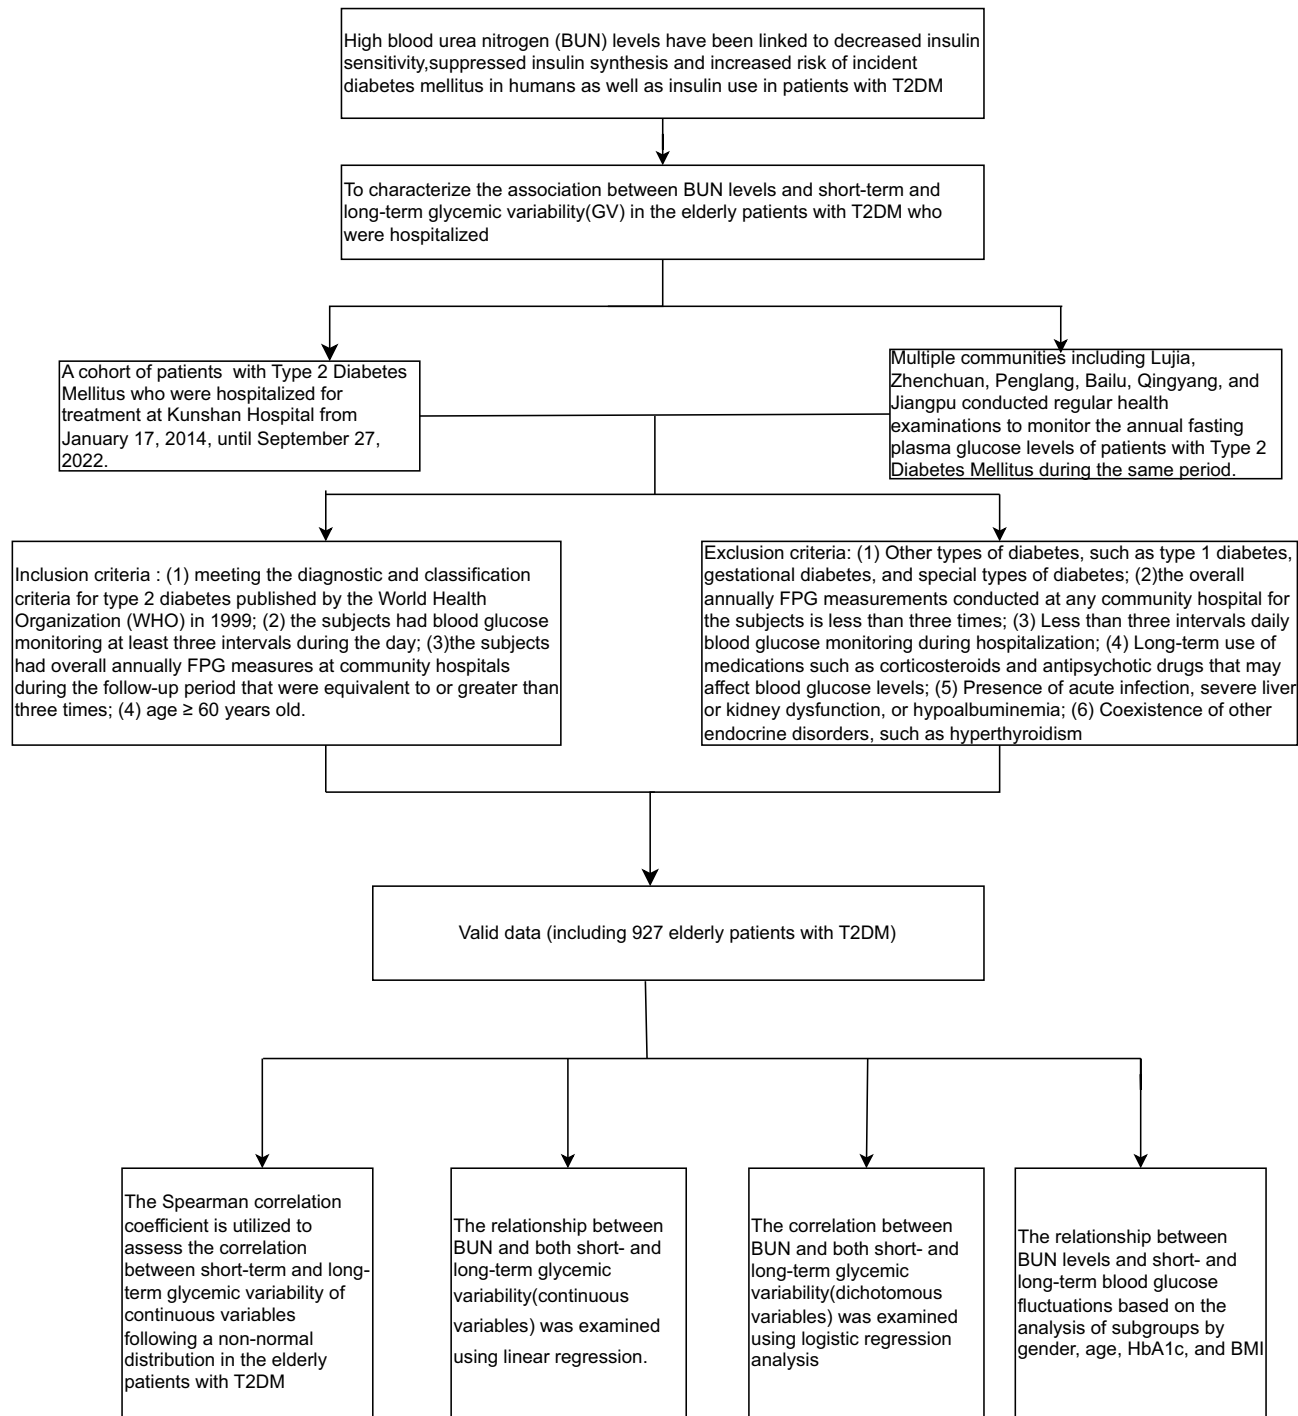 High blood urea nitrogen (BUN) levels have been linked to decreased insulin
sensitivity,suppressed insulin synthesis and increased risk of incident
diabetes mellitus in humans as well as insulin use in patients with T2DM
To characterize the association between BUN levels and short-term and
long-term glycemic variability(GV) in the elderly patients with T2DM who
were hospitalized
A cohort of patients with Type 2 Diabetes
Mellitus who were hospitalized for
treatment at Kunshan Hospital from
January 17, 2014, until September 27,
2022.
Multiple communities including Lujia,
Zhenchuan, Penglang, Bailu, Qingyang, and
Jiangpu conducted regular health
examinations to monitor the annual fasting
plasma glucose levels of patients with Type 2
Diabetes Mellitus during the same period.
Inclusion criteria : (1) meeting the diagnostic and classification
criteria for type 2 diabetes published by the World Health
Organization (WHO) in 1999; (2) the subjects had blood glucose
monitoring at least three intervals during the day; (3)the subjects
had overall annually FPG measures at community hospitals
during the follow-up period that were equivalent to or greater than
three times; (4) age ≥ 60 years old.
Exclusion criteria: (1) Other types of diabetes, such as type 1 diabetes,
gestational diabetes, and special types of diabetes; (2)the overall
annually FPG measurements conducted at any community hospital for
the subjects is less than three times; (3) Less than three intervals daily
blood glucose monitoring during hospitalization; (4) Long-term use of
medications such as corticosteroids and antipsychotic drugs that may
affect blood glucose levels; (5) Presence of acute infection, severe liver
or kidney dysfunction, or hypoalbuminemia; (6) Coexistence of other
endocrine disorders, such as hyperthyroidism
Valid data (including 927 elderly patients with T2DM)
The Spearman correlation
coefficient is utilized to
assess the correlation
between short-term and long-
term glycemic variability of
continuous variables
following a non-normal
distribution in the elderly
patients with T2DM
The relationship between
BUN and both short- and
long-term glycemic
variability(continuous
variables) was examined
using linear regression.
The correlation between
BUN and both short- and
long-term glycemic
variability(dichotomous
variables) was examined
using logistic regression
analysis
The relationship between
BUN levels and short- and
long-term blood glucose
fluctuations based on the
analysis of subgroups by
gender, age, HbA1c, and BMI